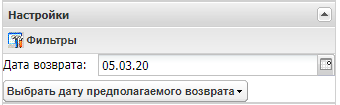 Настройки
Фильтры
Дата возврата: 05.03.20
Выбрать дату предполагаемого возврата